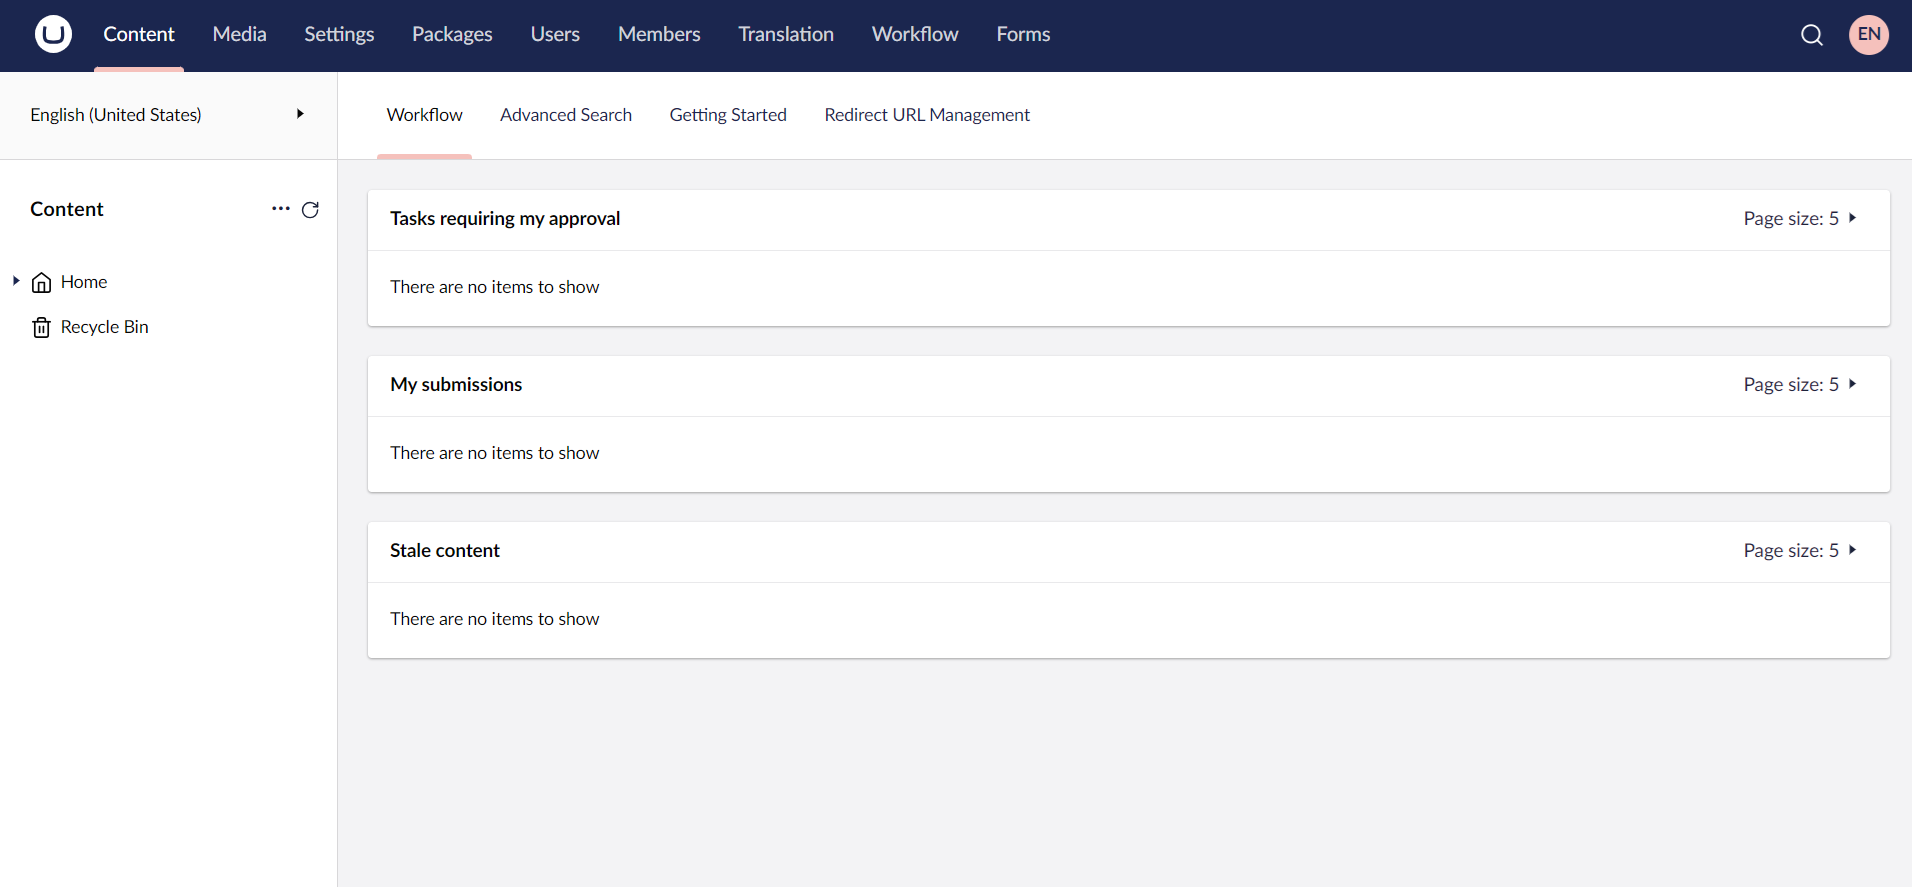 Content Media Settings Packages Users Members Translation Workflow Forms EN
English (United States)
Workflow Advanced Search Getting Started Redirect URL Management
Content
Home
Recycle Bin
Tasks requiring my approval Page size: 5
There are no items to show
My submissions Page size: 5
There are no items to show
Stale content Page size: 5
There are no items to show